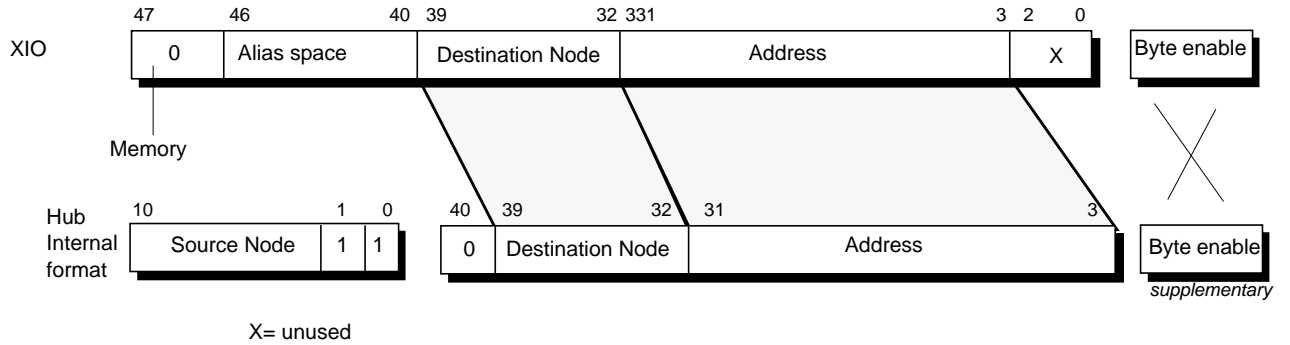 47 46 40 39 32 331 3 2 0
XIO 0 Alias space Destination Node Address X Byte enable
Memory
10 1 0 40 39 32 31 3
Hub
Internal
format
Source Node 1 1 0 Destination Node Address Byte enable
supplementary
X= unused